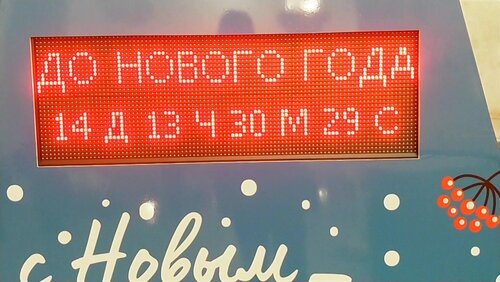 ДО НОВОГО ГОДА
14 Д 13 Ч 30 М 29 С
с Новым